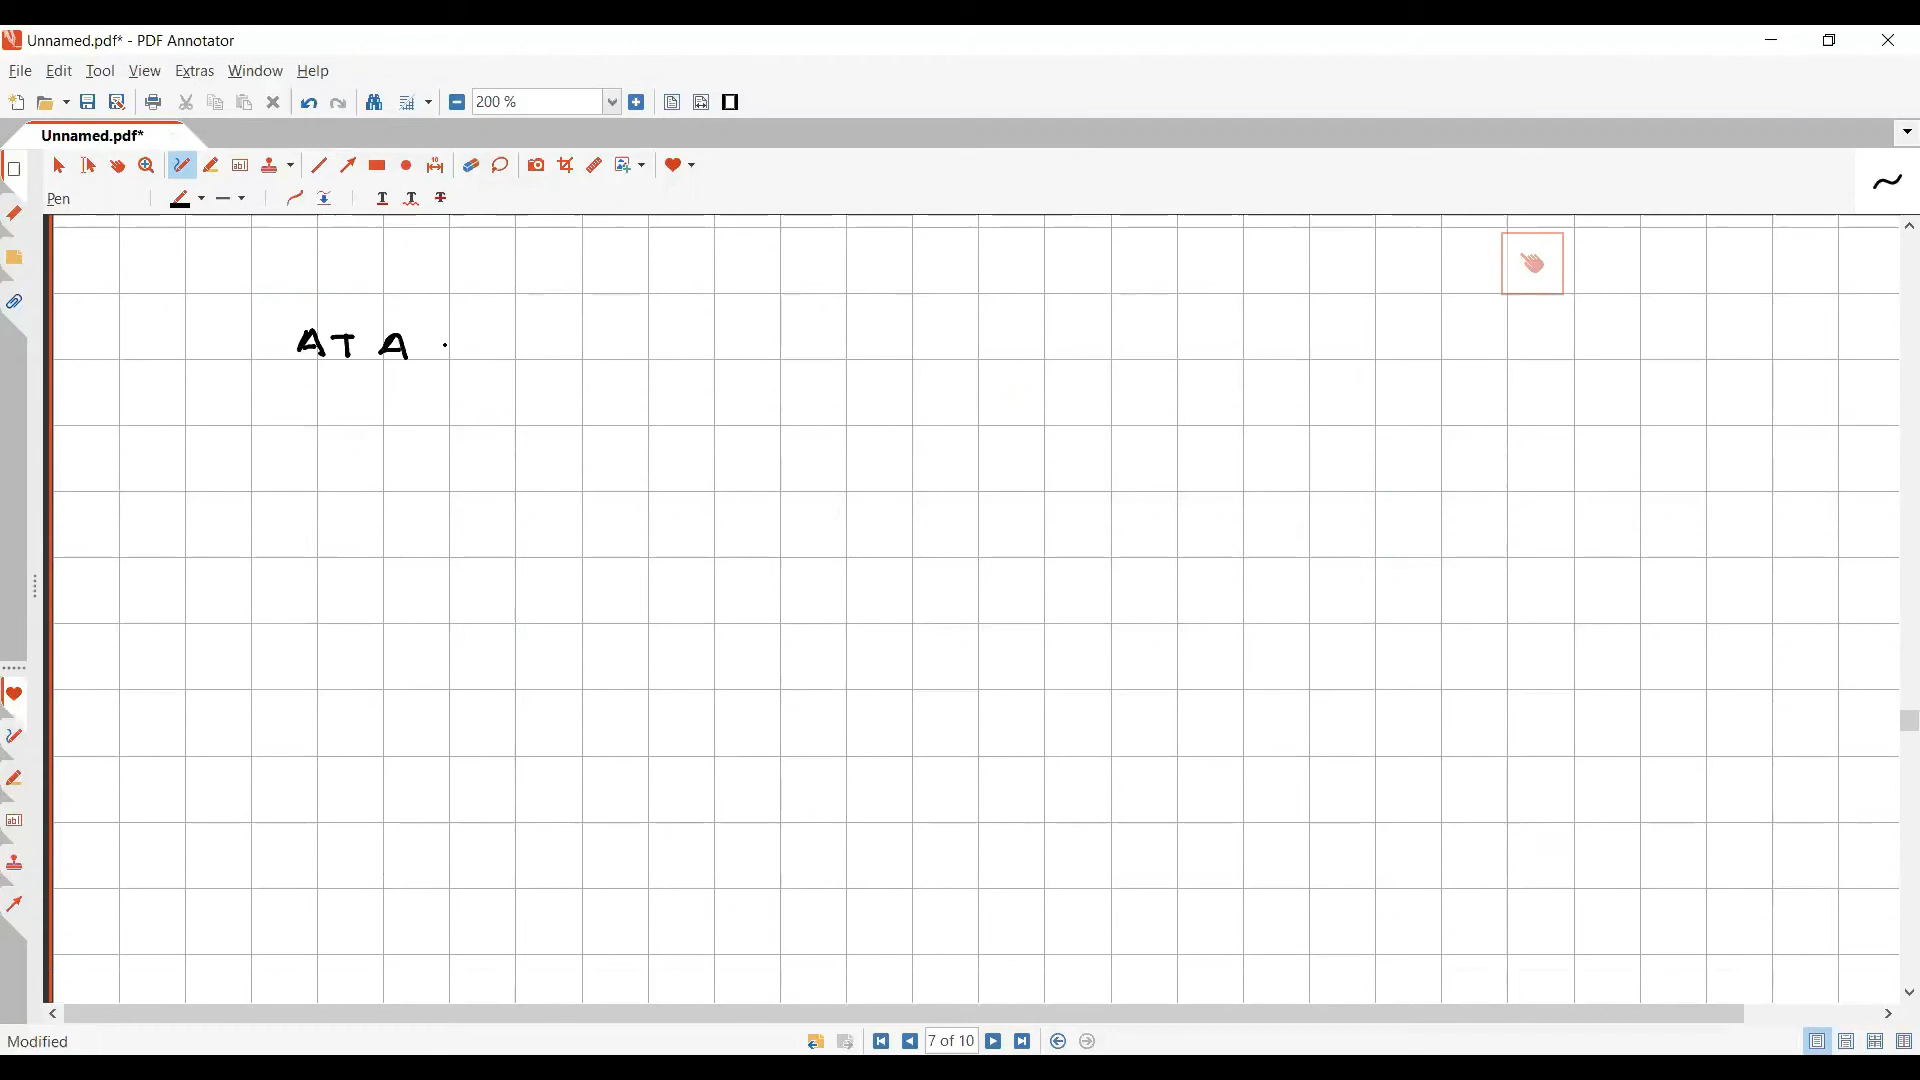 Unnamed.pdf* - PDF Annotator
File Edit Tool View Extras Window Help
200 %
Unnamed.pdf*
Pen
AT A .
7 of 10
Modified